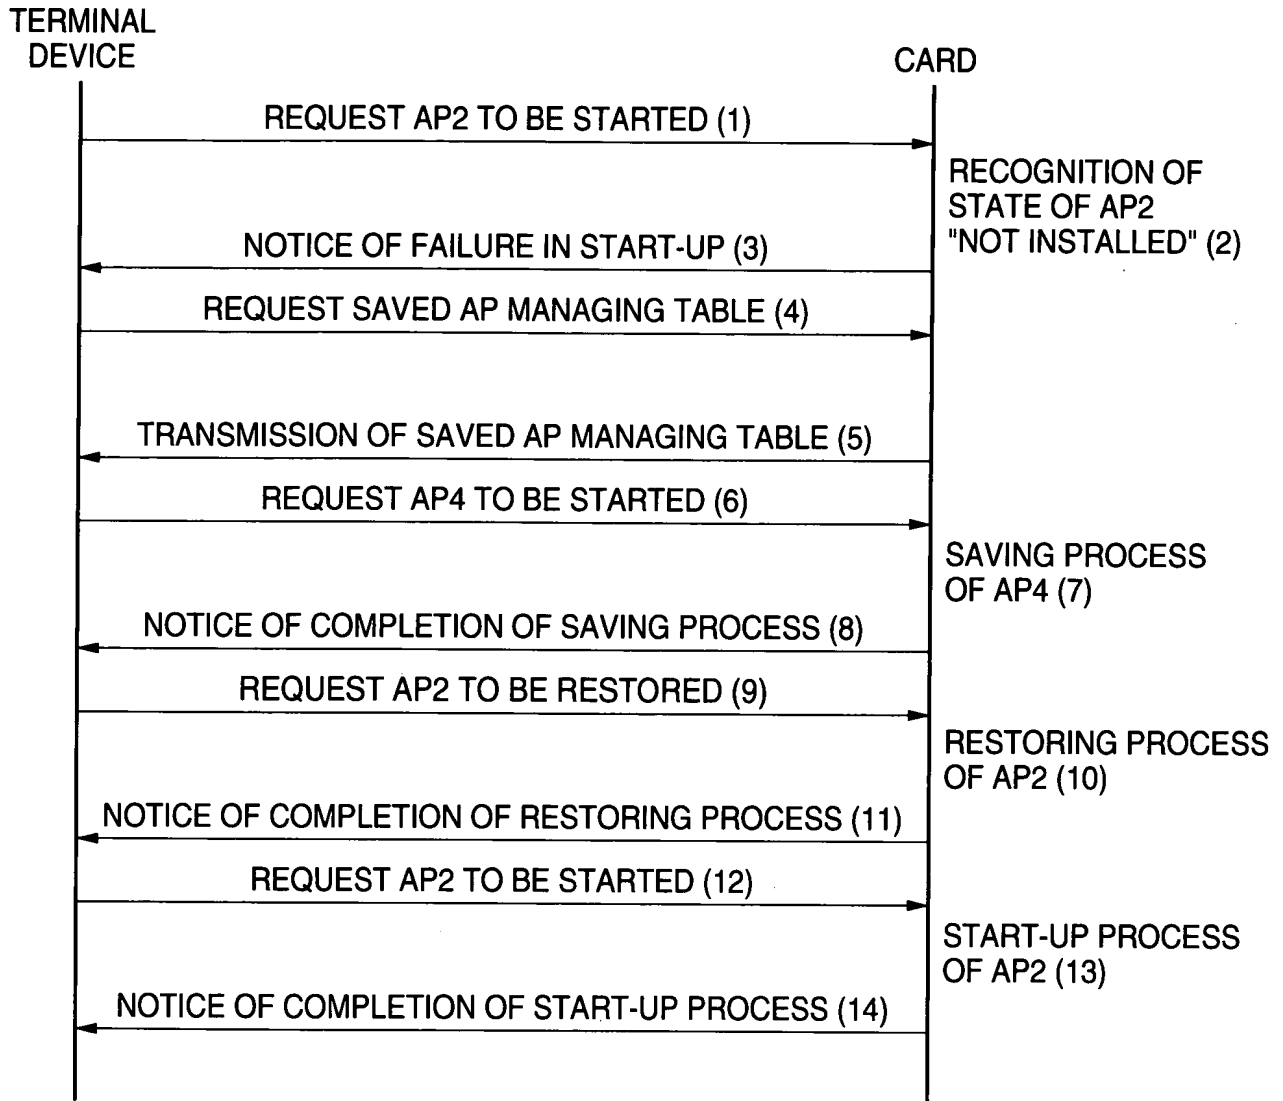 TERMINAL
DEVICE
CARD
REQUEST AP2 TO BE STARTED (1)
RECOGNITION OF
STATE OF AP2
"NOT INSTALLED" (2)
NOTICE OF FAILURE IN START-UP (3)
REQUEST SAVED AP MANAGING TABLE (4)
TRANSMISSION OF SAVED AP MANAGING TABLE (5)
REQUEST AP4 TO BE STARTED (6)
SAVING PROCESS
OF AP4 (7)
NOTICE OF COMPLETION OF SAVING PROCESS (8)
REQUEST AP2 TO BE RESTORED (9)
RESTORING PROCESS
OF AP2 (10)
NOTICE OF COMPLETION OF RESTORING PROCESS (11)
REQUEST AP2 TO BE STARTED (12)
START-UP PROCESS
OF AP2 (13)
NOTICE OF COMPLETION OF START-UP PROCESS (14)